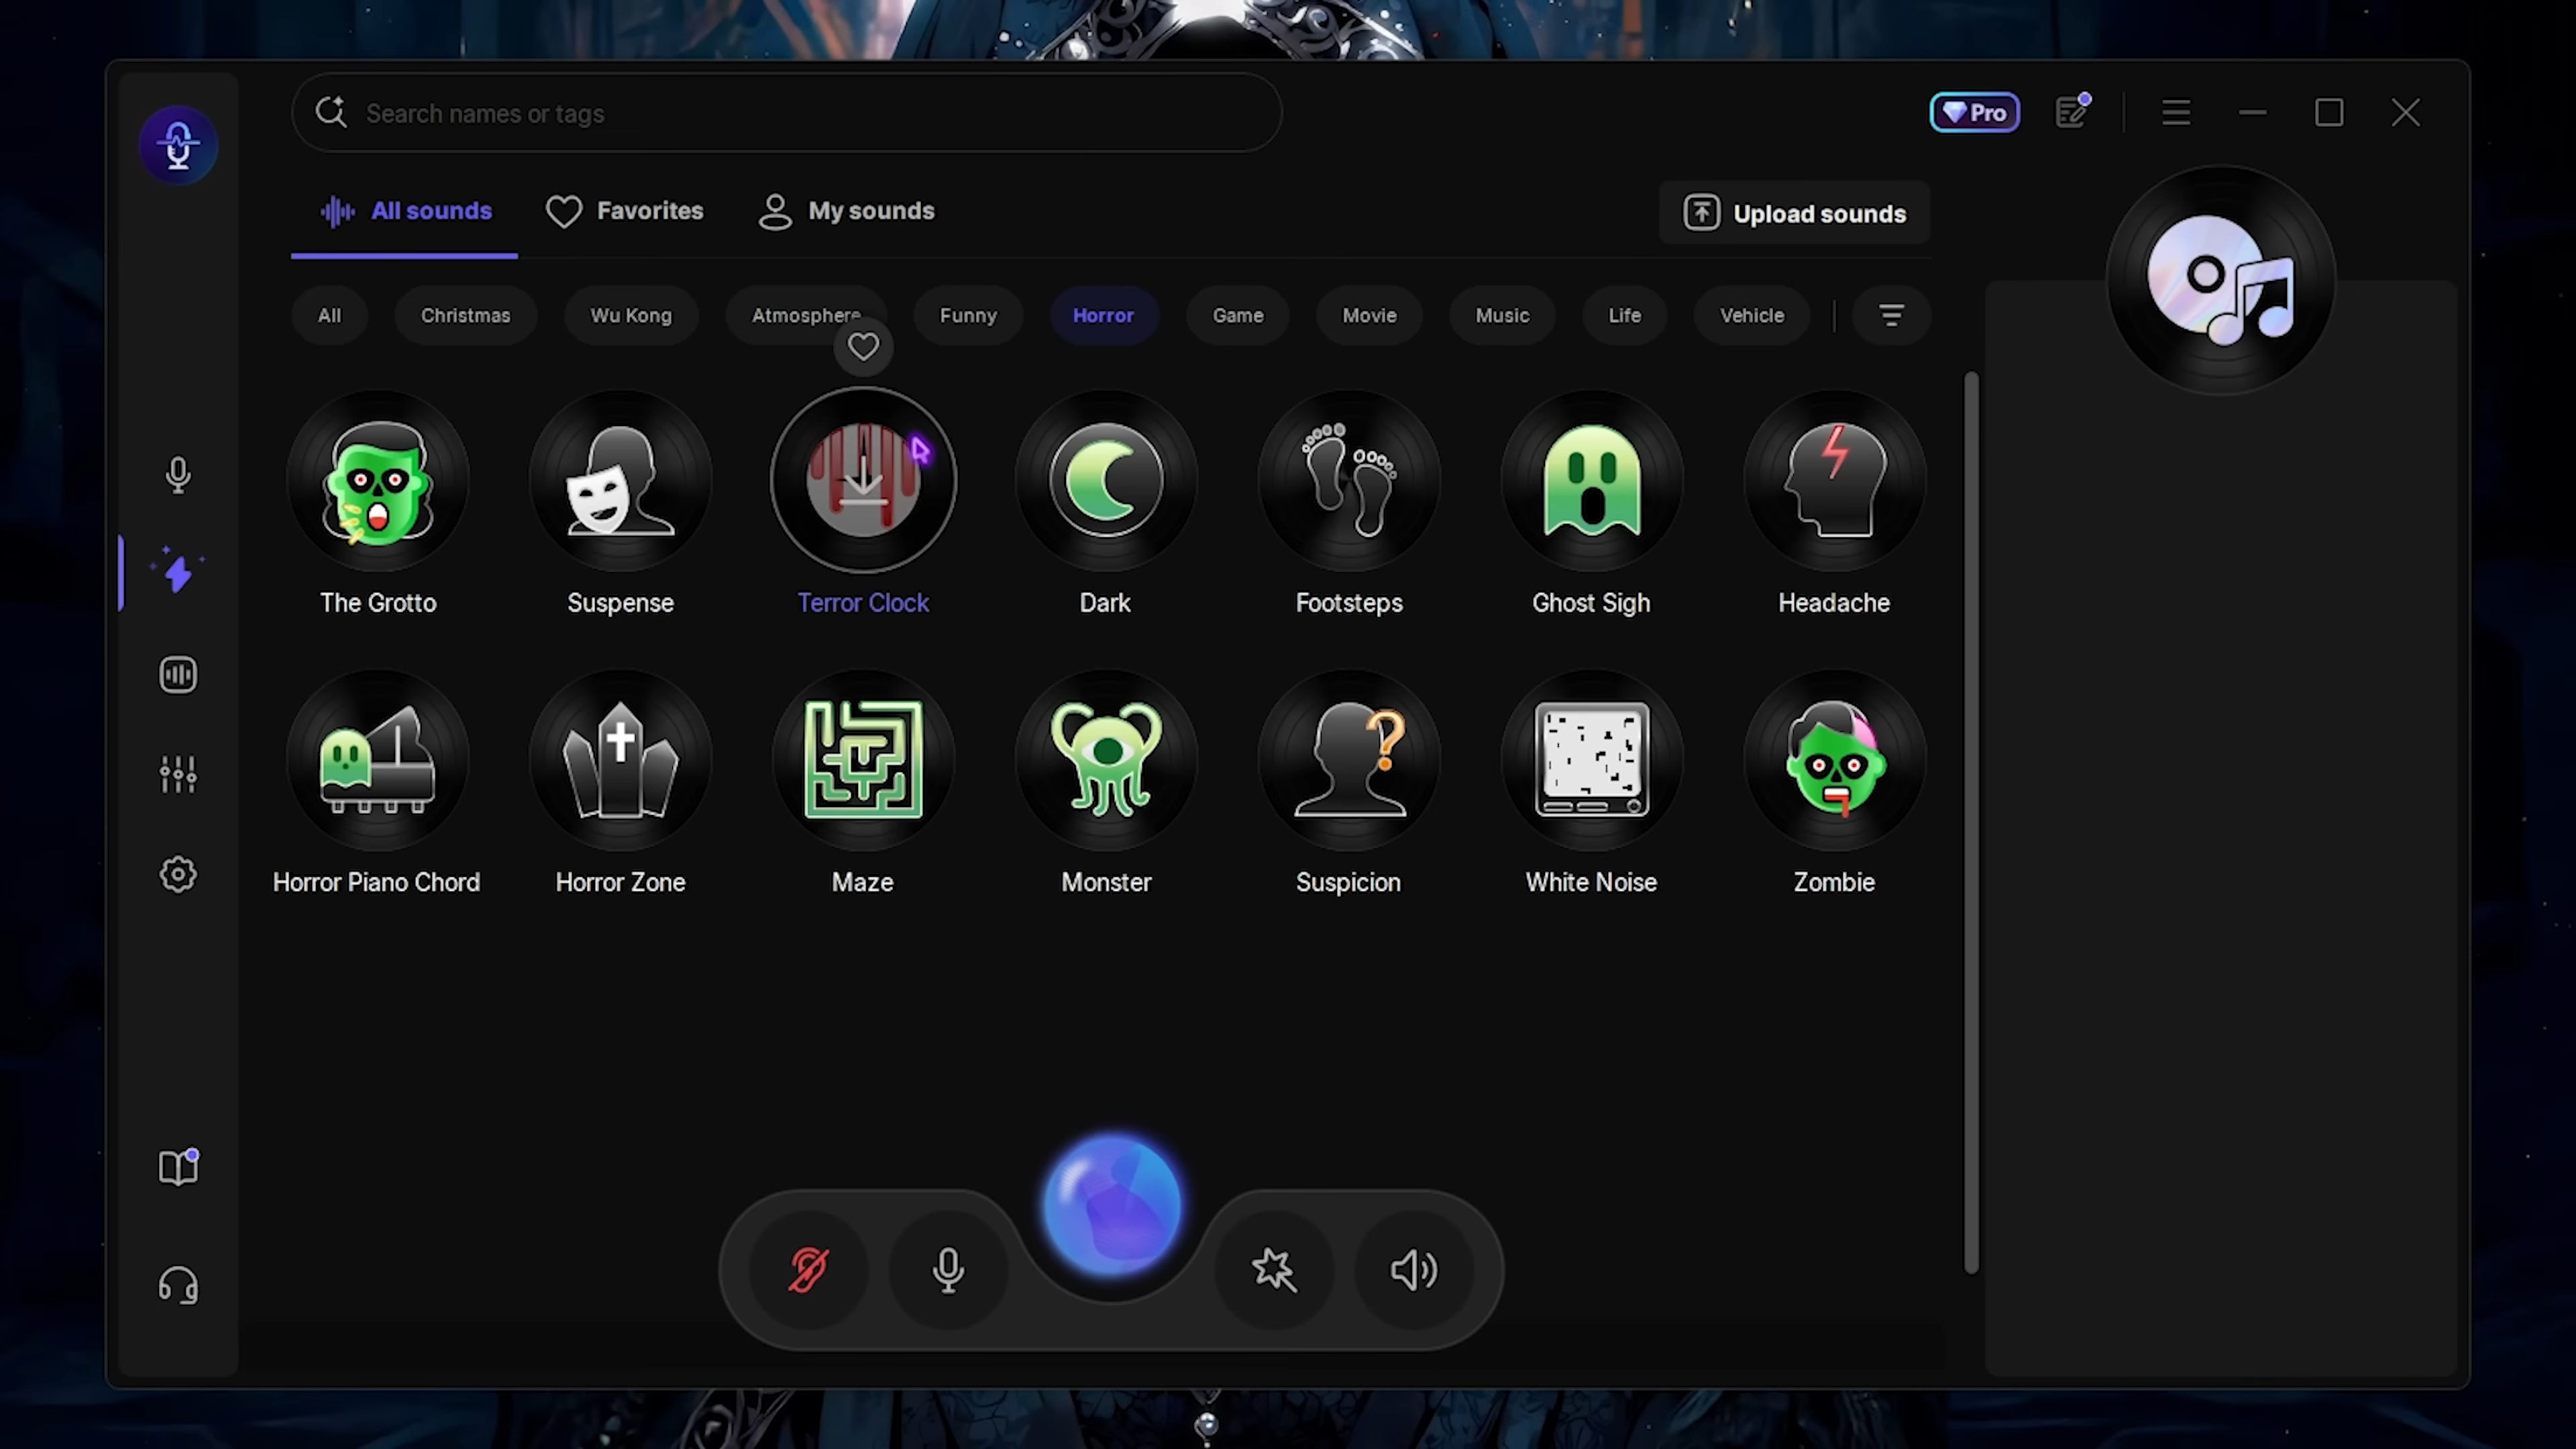 Search names or tags
Pro
All sounds
Favorites
My sounds
Upload sounds
All
Christmas
Wu Kong
Atmosphere
Funny
Horror
Game
Movie
Music
Life
Vehicle
The Grotto
Suspense
Terror Clock
Dark
Footsteps
Ghost Sigh
Headache
Horror Piano Chord
Horror Zone
Maze
Monster
Suspicion
White Noise
Zombie